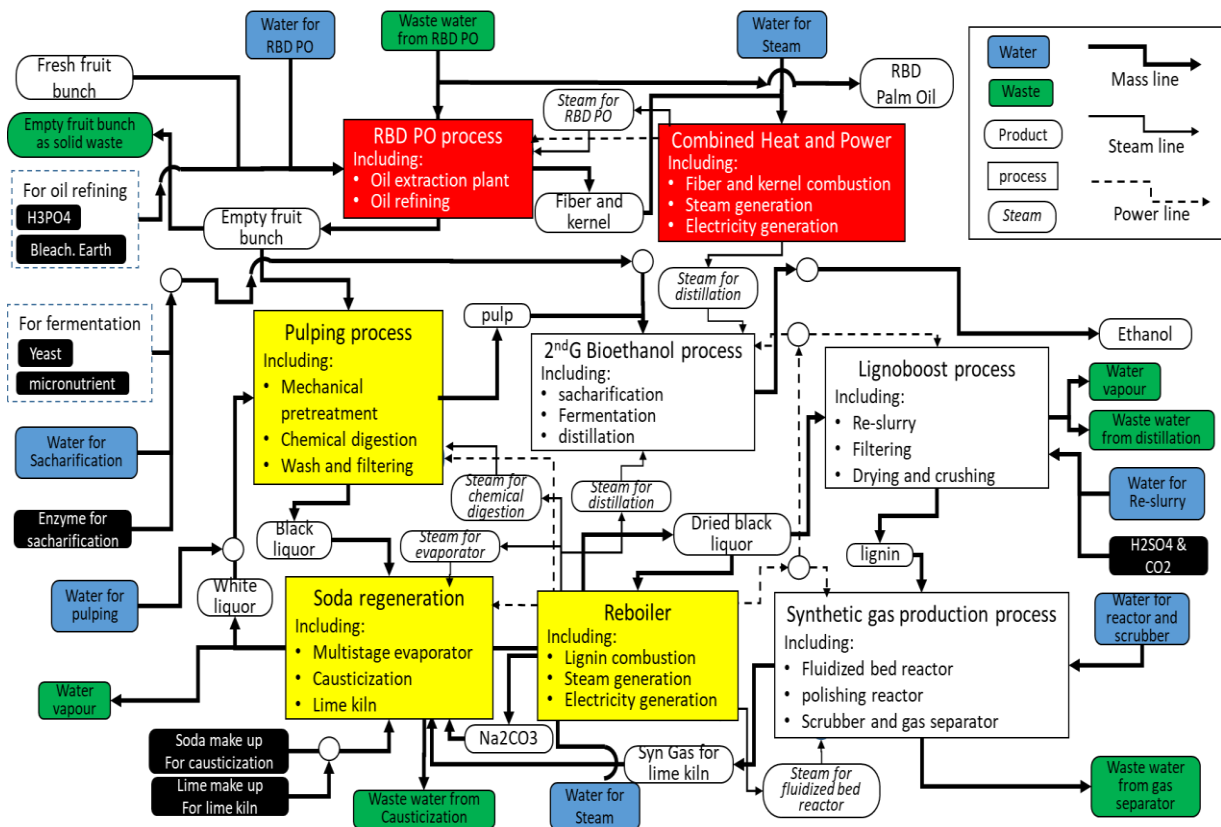 Water for
RBD PO
Waste water
from RBD PO
Water for
Steam
Fresh fruit
bunch
RBD
Palm Oil
Empty fruit bunch
as solid waste
Steam for
RBD PO
RBD PO process
Including:
• Oil extraction plant
• Oil refining
Combined Heat and Power
Including:
• Fiber and kernel combustion
• Steam generation
• Electricity generation
Water
Waste
Product
process
Steam
Mass line
Steam line
Power line
For oil refining
H3PO4
Bleach. Earth
Empty fruit
bunch
Fiber and
kernel
Steam for
distillation
For fermentation
Yeast
micronutrient
Pulping process
Including:
• Mechanical
pretreatment
• Chemical digestion
• Wash and filtering
pulp
2ndG Bioethanol process
Including:
• sacharification
• Fermentation
• distillation
Ethanol
Lignoboost process
Including:
• Re-slurry
• Filtering
• Drying and crushing
Water
vapour
Waste water
from distillation
Water for
Sacharification
Steam for
chemical
digestion
Steam for
distillation
Water for
Re-slurry
Enzyme for
sacharification
Black
liquor
Steam for
evaporator
Dried black
liquor
lignin
H2SO4 &
CO2
Water for
pulping
White
liquor
Soda regeneration
Including:
• Multistage evaporator
• Causticization
• Lime kiln
Reboiler
Including:
• Lignin combustion
• Steam generation
• Electricity generation
Synthetic gas production process
Including:
• Fluidized bed reactor
• polishing reactor
• Scrubber and gas separator
Water for
reactor and
scrubber
Water
vapour
Soda make up
For causticization
Lime make up
For lime kiln
Na2CO3
Syn Gas for
lime kiln
Steam for
fluidized bed
reactor
Waste water from
Causticization
Water for
Steam
Waste water
from gas
separator